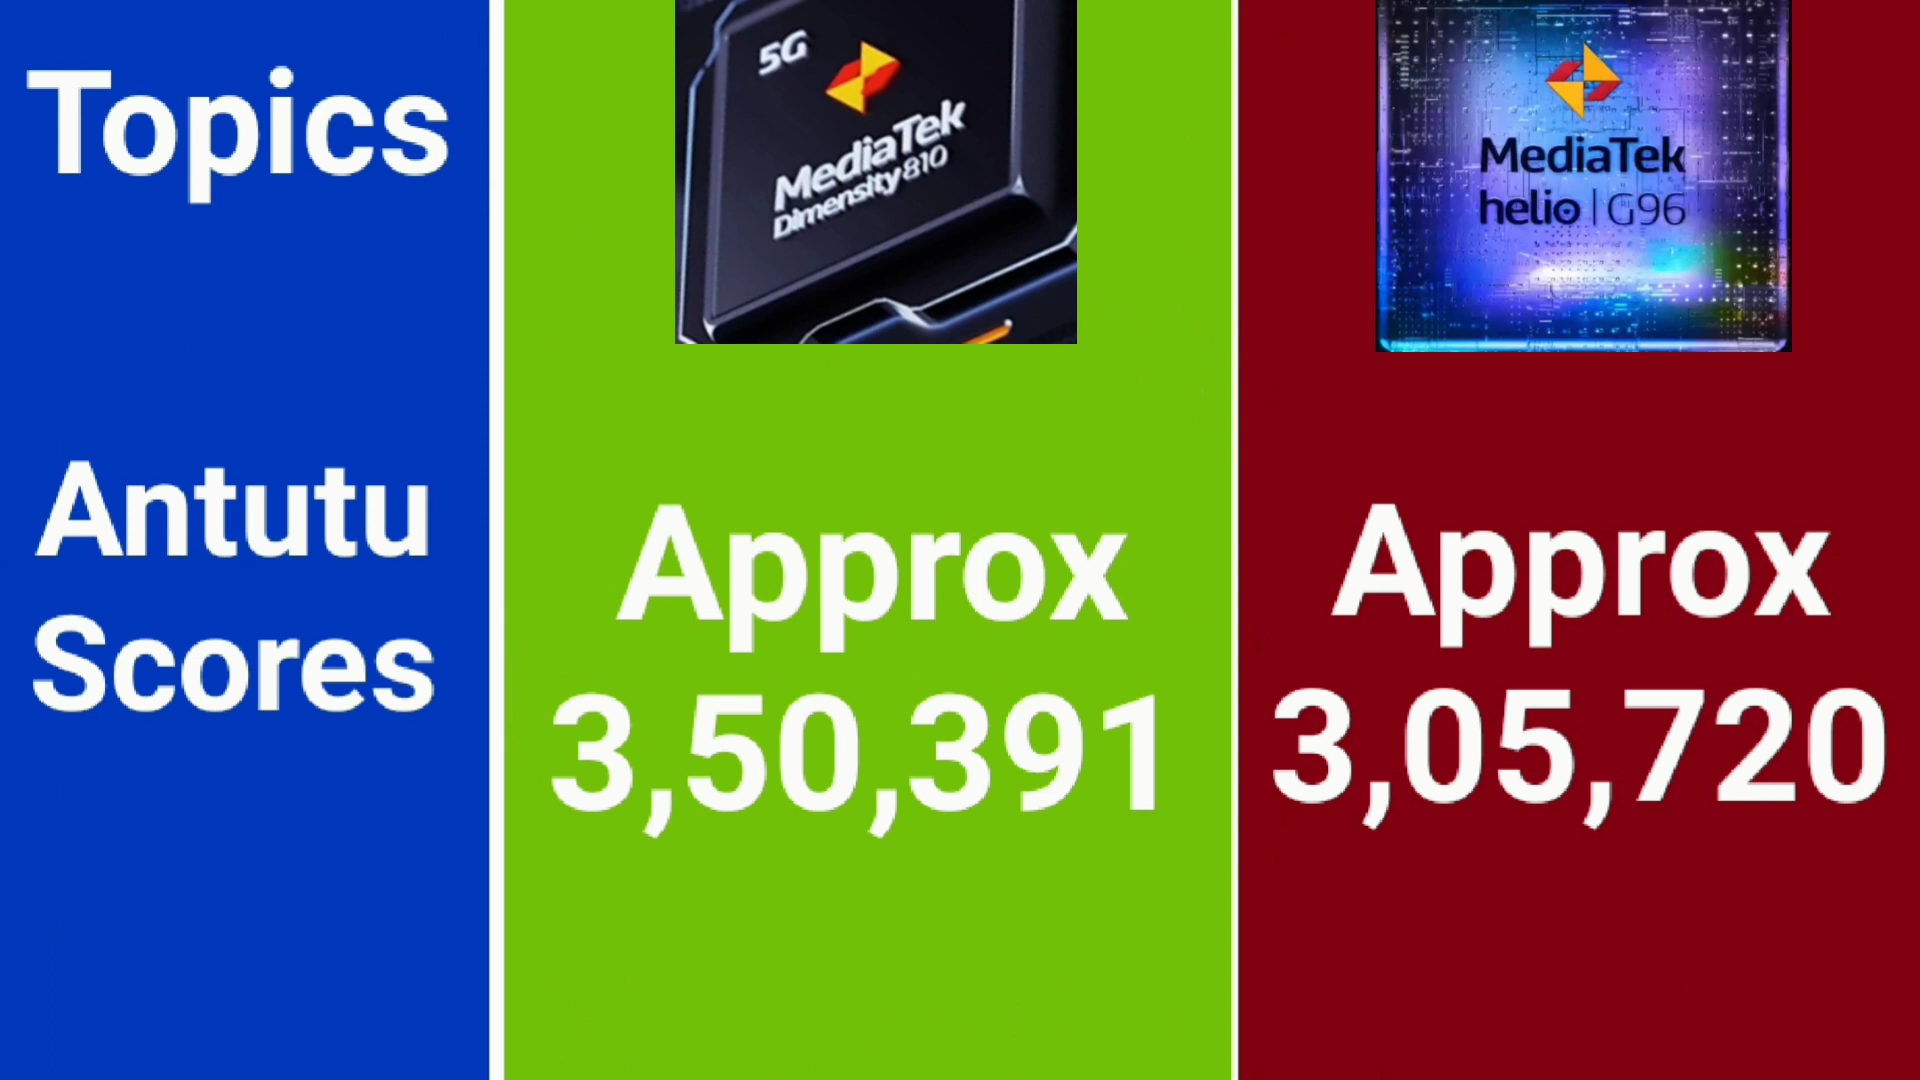 Topics
5G
MediaTek
Dimensity 810
MediaTek
helio | G96
Antutu
Scores
Approx
3,50,391
Approx
3,05,720